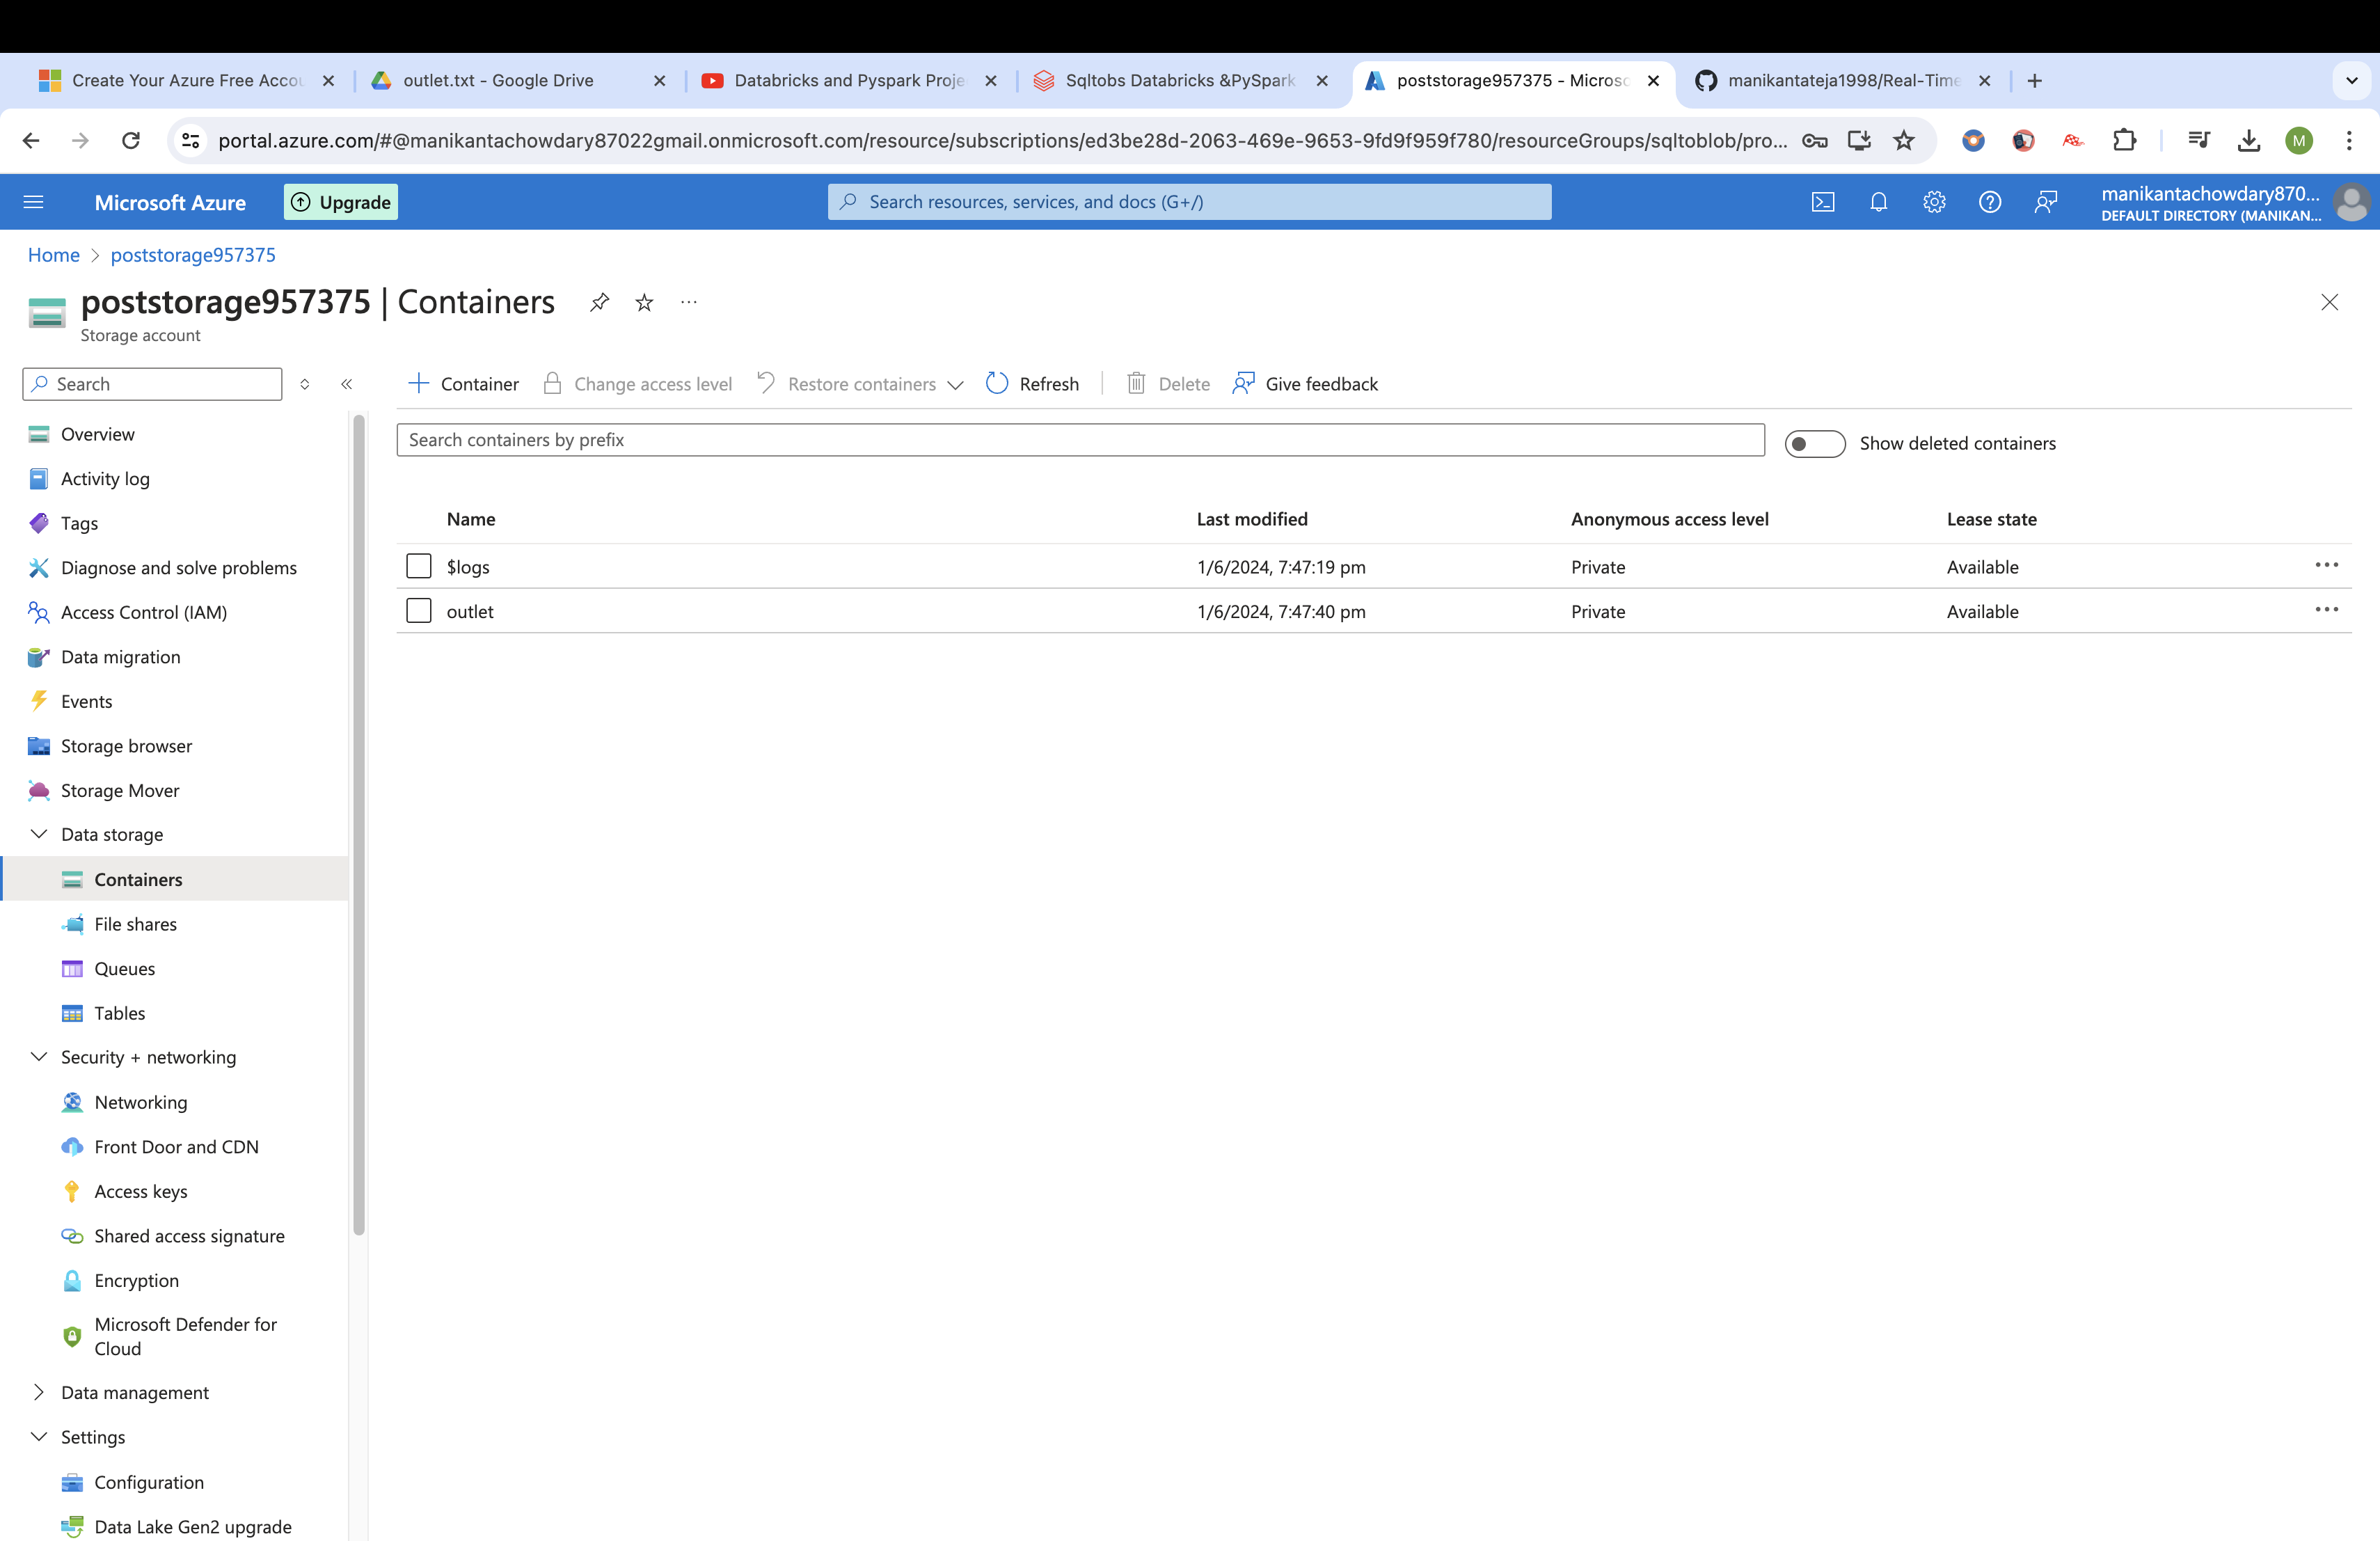 Create Your Azure Free Accou
outlet.txt - Google Drive
Databricks and Pyspark Proje
Sqltobs Databricks &PySpark
poststorage957375 - Microso
manikantateja1998/Real-Time
portal.azure.com/#@manikantachowdary87022gmail.onmicrosoft.com/resource/subscriptions/ed3be28d-2063-469e-9653-9fd9f959f780/resourceGroups/sqltoblob/pro...
M
Microsoft Azure
Upgrade
Search resources, services, and docs (G+/)
manikantachowdary870...
DEFAULT DIRECTORY (MANIKAN...
Home > poststorage957375
poststorage957375 | Containers
Storage account
Search
Container
Change access level
Restore containers
Refresh
Delete
Give feedback
Search containers by prefix
Show deleted containers
Name Last modified Anonymous access level Lease state
$logs 1/6/2024, 7:47:19 pm Private Available
outlet 1/6/2024, 7:47:40 pm Private Available
Overview
Activity log
Tags
Diagnose and solve problems
Access Control (IAM)
Data migration
Events
Storage browser
Storage Mover
Data storage
Containers
File shares
Queues
Tables
Security + networking
Networking
Front Door and CDN
Access keys
Shared access signature
Encryption
Microsoft Defender for
Cloud
Data management
Settings
Configuration
Data Lake Gen2 upgrade